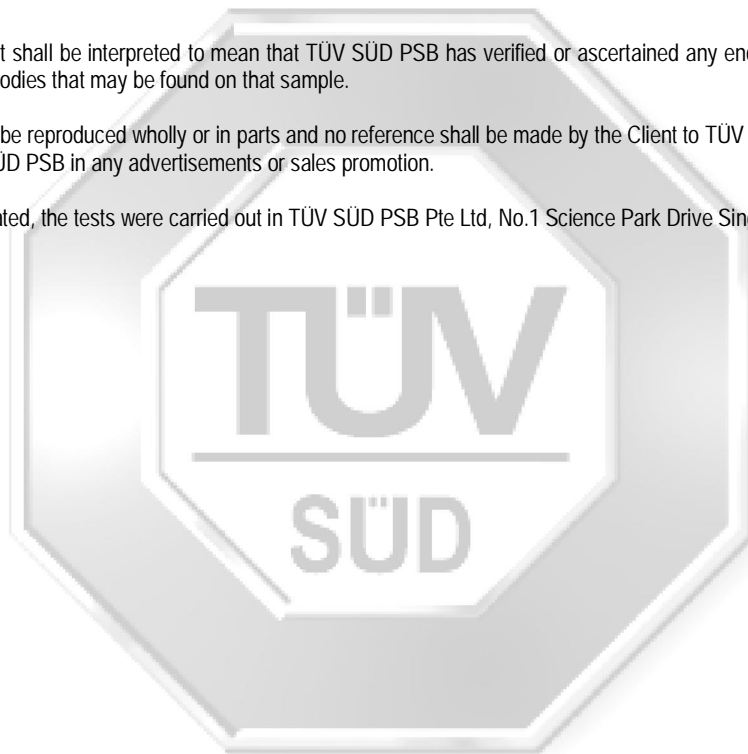 t shall be interpreted to mean that TÜV SÜD PSB has verified or ascertained any
odies that may be found on that sample.
be reproduced wholly or in parts and no reference shall be made by the Client to TÜV
ÜD PSB in any advertisements or sales promotion.
ated, the tests were carried out in TÜV SÜD PSB Pte Ltd, No.1 Science Park Drive
TÜV
SÜD